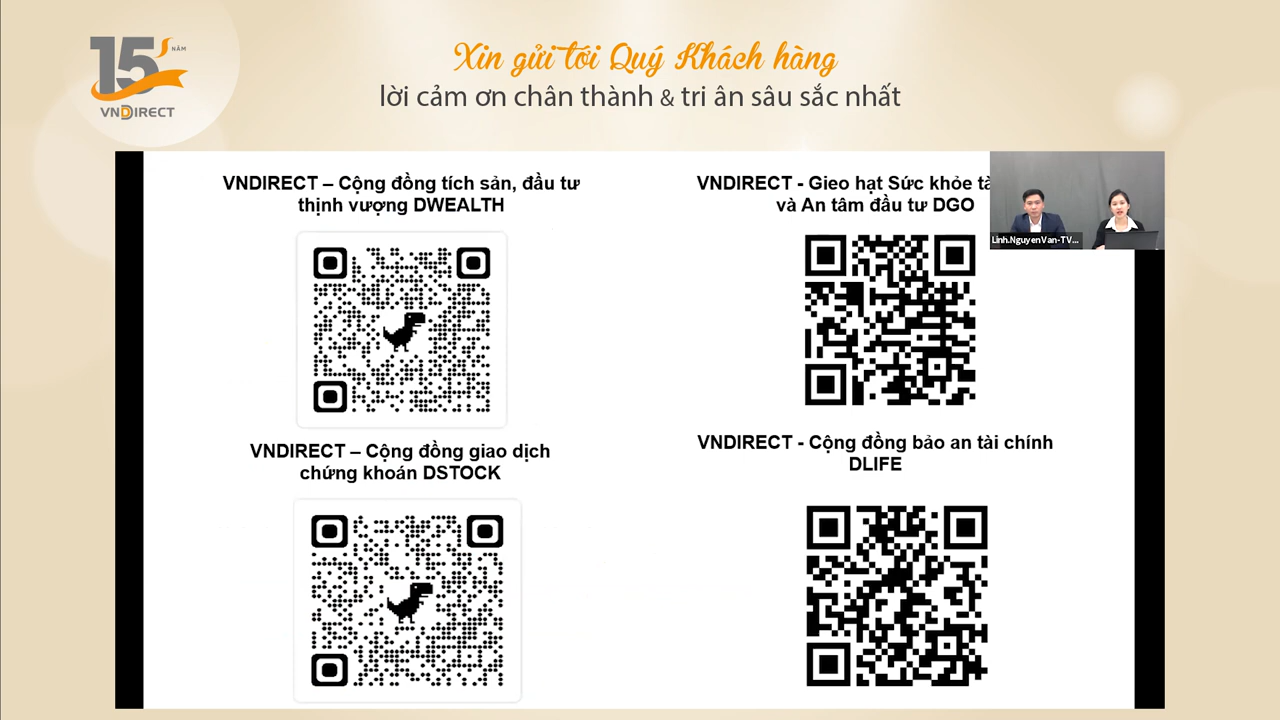 15 NĂM
VNDIRECT
Xin gửi tới Quý Khách hàng
lời cảm ơn chân thành & tri ân sâu sắc nhất
VNDIRECT – Cộng đồng tích sản, đầu tư
thịnh vượng DWEALTH
VNDIRECT - Gieo hạt Sức khỏe
và An tâm đầu tư DGO
Linh.NguyenVan-TV...
VNDIRECT – Cộng đồng giao dịch
chứng khoán DSTOCK
VNDIRECT - Cộng đồng bảo an tài chính
DLIFE